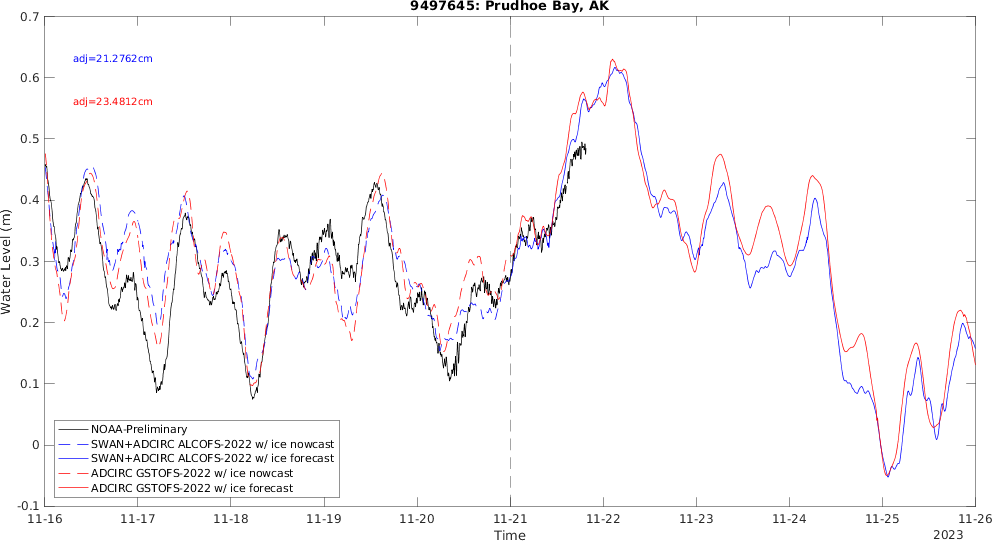 9497645: Prudhoe Bay, AK
0.7
adj=21.2762cm
0.6
adj=23.4812cm
0.5
0.4
0.3
Water Level (m)
0.2
0.1
NOAA-Preliminary
SWAN+ADCIRC ALCOFS-2022 w/ ice nowcast
0
SWAN+ADCIRC ALCOFS-2022 w/ ice forecast
ADCIRC GSTOFS-2022 w/ ice nowcast
ADCIRC GSTOFS-2022 w/ ice forecast
-0.1
11-16 11-17 11-18 11-19 11-20 11-21 11-22 11-23 11-24 11-25 11-26
Time
2023